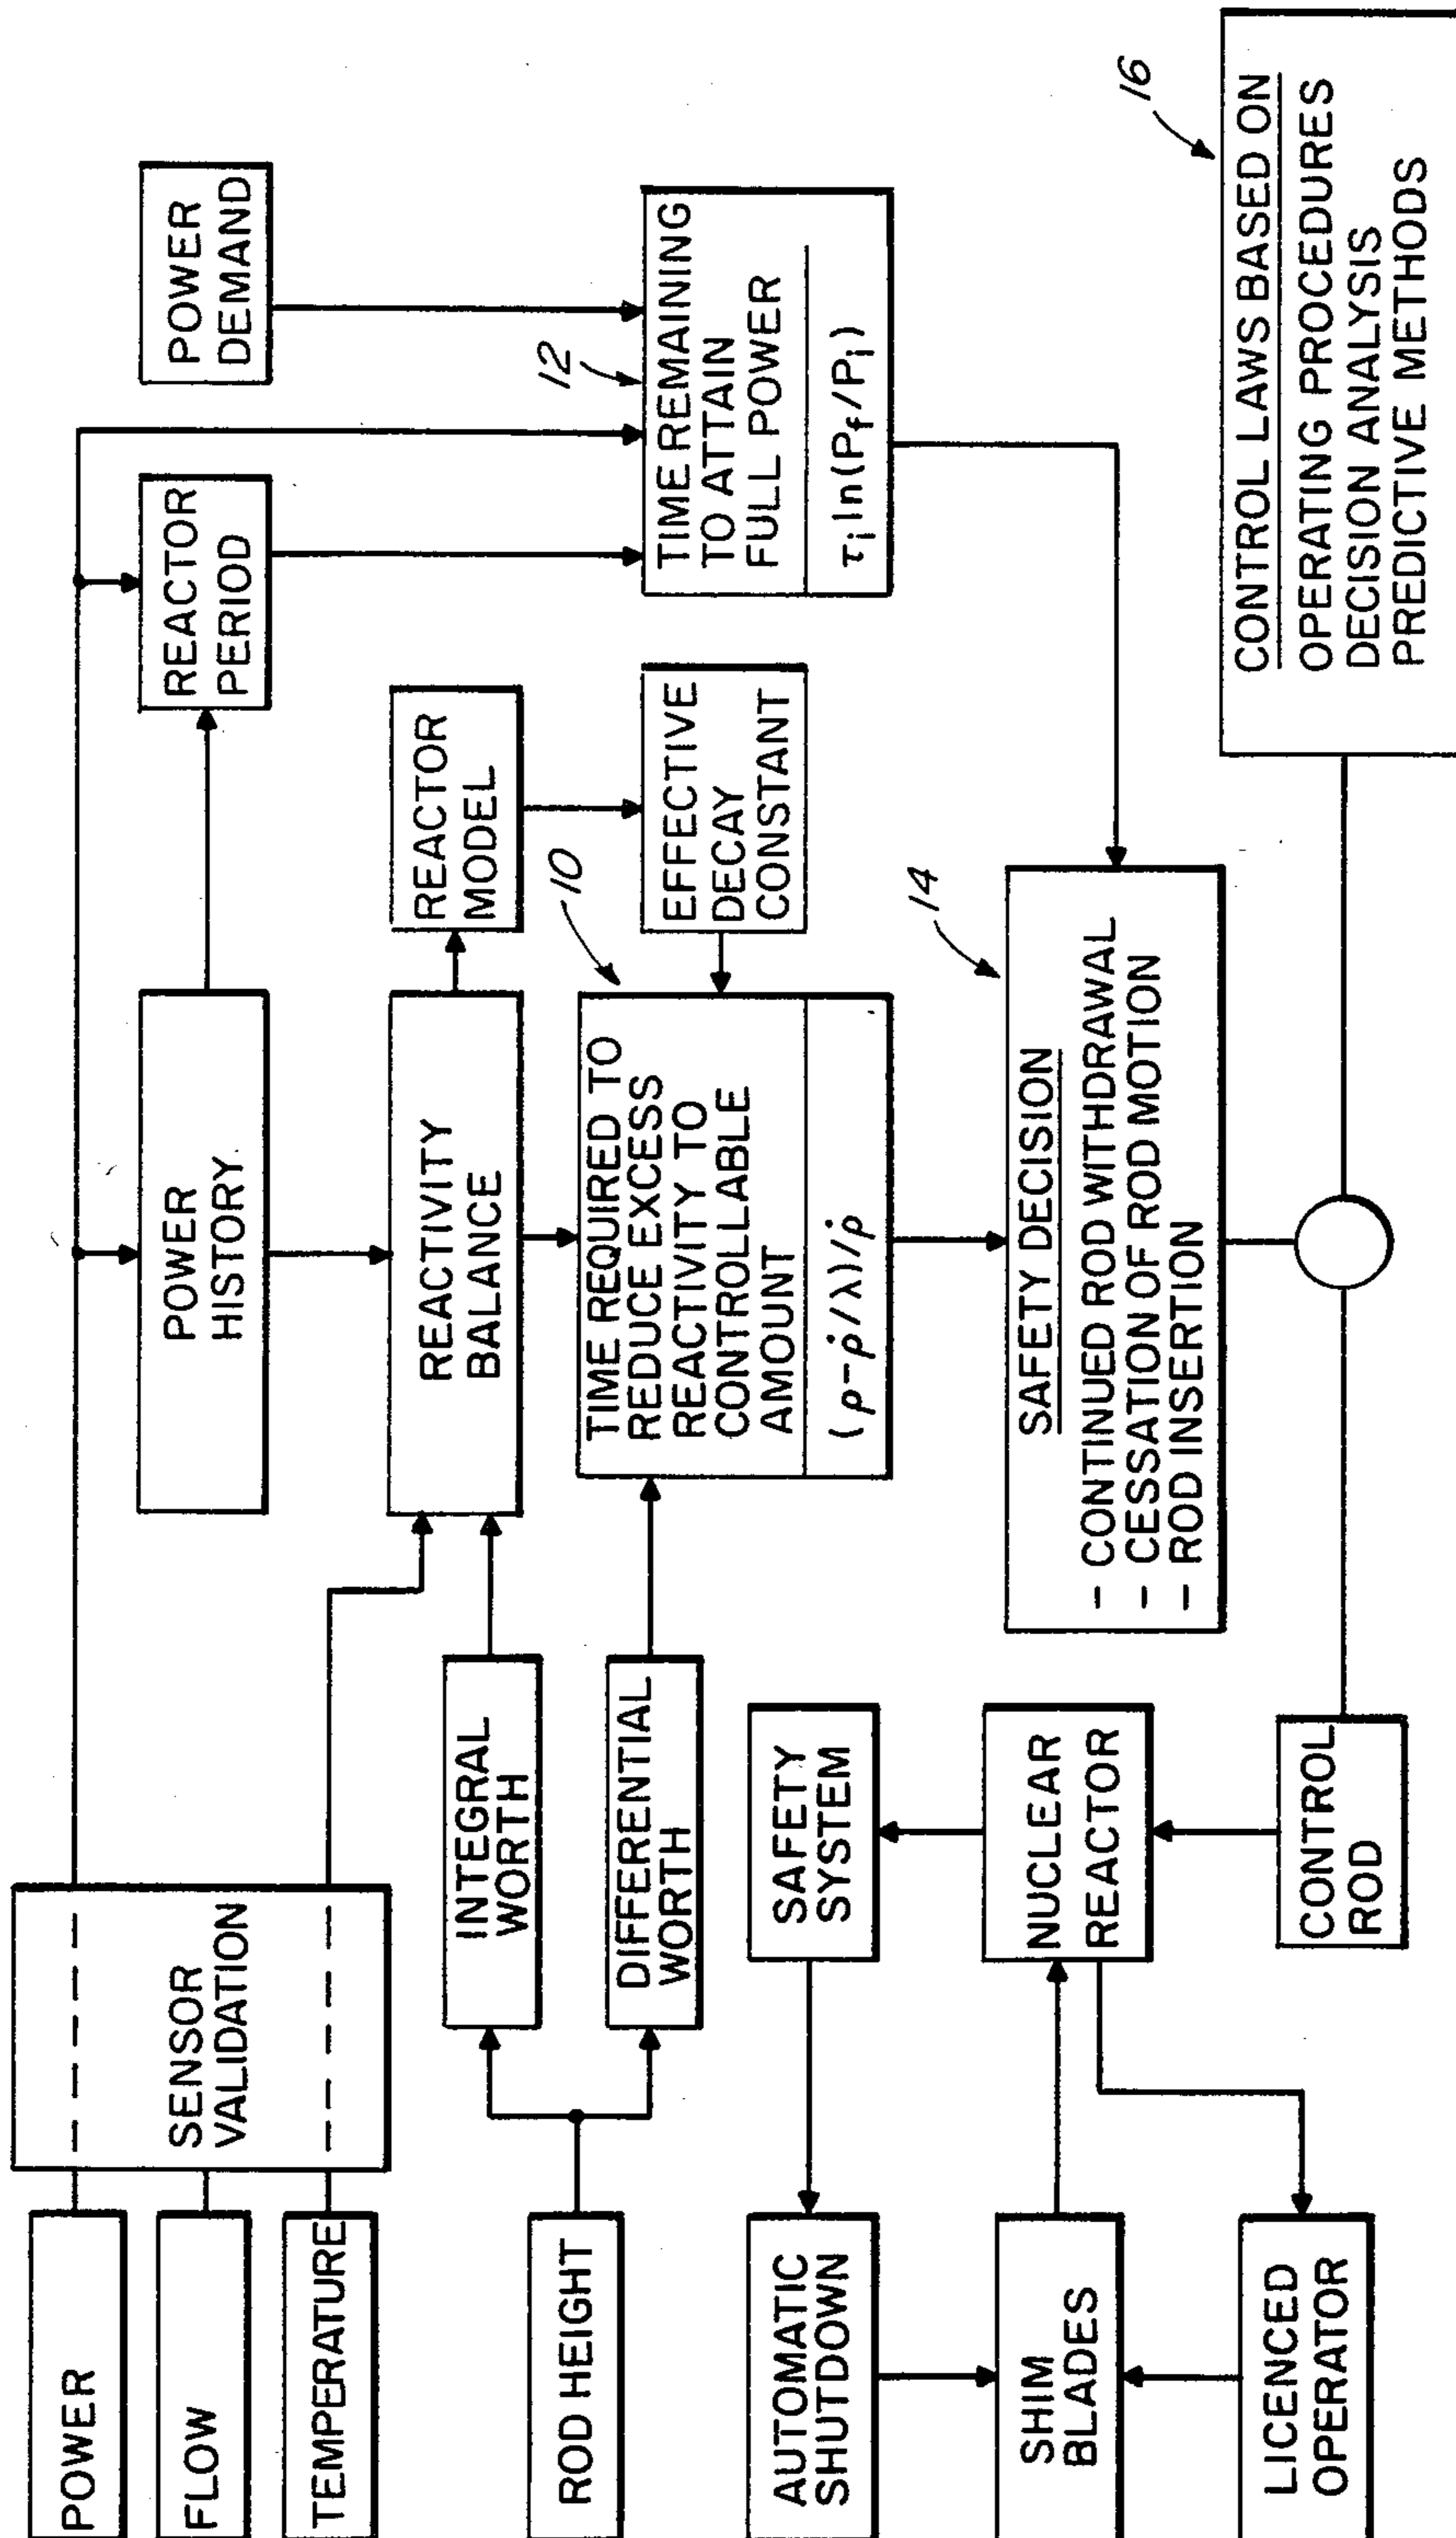 POWER
FLOW
TEMPERATURE
SENSOR
VALIDATION
POWER
HISTORY
REACTOR
PERIOD
POWER
DEMAND
ROD HEIGHT
INTEGRAL
WORTH
DIFFERENTIAL
WORTH
REACTIVITY
BALANCE
REACTOR
MODEL
10
TIME REQUIRED TO
REDUCE EXCESS
REACTIVITY TO
CONTROLLABLE
AMOUNT
(ρ-ρ̇/λ)/ρ̇
EFFECTIVE
DECAY
CONSTANT
12
TIME REMAINING
TO ATTAIN
FULL POWER
τi ln(Pf/Pi)
AUTOMATIC
SHUTDOWN
SAFETY
SYSTEM
SHIM
BLADES
NUCLEAR
REACTOR
14
SAFETY DECISION
- CONTINUED ROD WITHDRAWAL
- CESSATION OF ROD MOTION
- ROD INSERTION
LICENCED
OPERATOR
CONTROL
ROD
16
CONTROL LAWS BASED ON
OPERATING PROCEDURES
DECISION ANALYSIS
PREDICTIVE METHODS